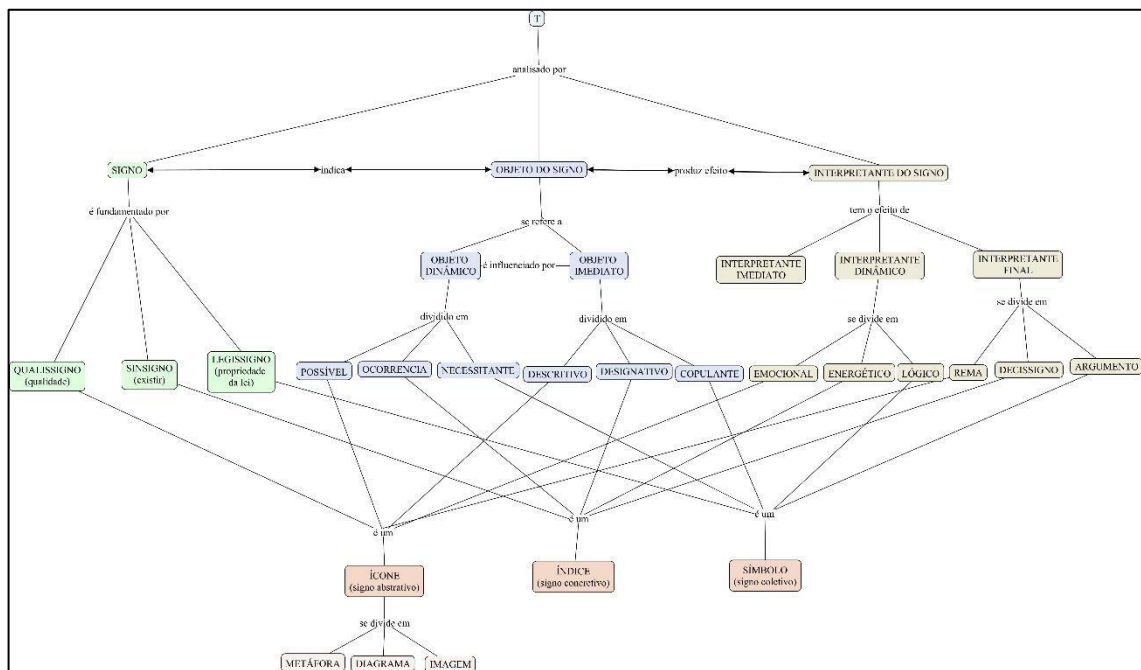 T
analisado por
SIGNO
indica
OBJETO DO SIGNO
produz efeito
INTERPRETANTE DO SIGNO
é fundamentado por
se refere a
tem o efeito de
OBJETO
DINÂMICO
é influenciado por
OBJETO
IMEDIATO
INTERPRETANTE
IMEDIATO
INTERPRETANTE
DINÂMICO
INTERPRETANTE
FINAL
dividido em
dividido em
se divide em
se divide em
QUALISSIGNO
(qualidade)
SINSIGNO
(existir)
LEGISSIGNO
(propriedade
da lei)
POSSÍVEL
OCORRENCIA
NECESSITANTE
DESCRITIVO
DESIGNATIVO
COPULANTE
EMOCIONAL
ENERGÉTICO
LÓGICO
REMA
DECISSIGNO
ARGUMENTO
é um
é um
é um
ÍCONE
(signo abstrativo)
ÍNDICE
(signo concretivo)
SÍMBOLO
(signo coletivo)
se divide em
METÁFORA
DIAGRAMA
IMAGEM